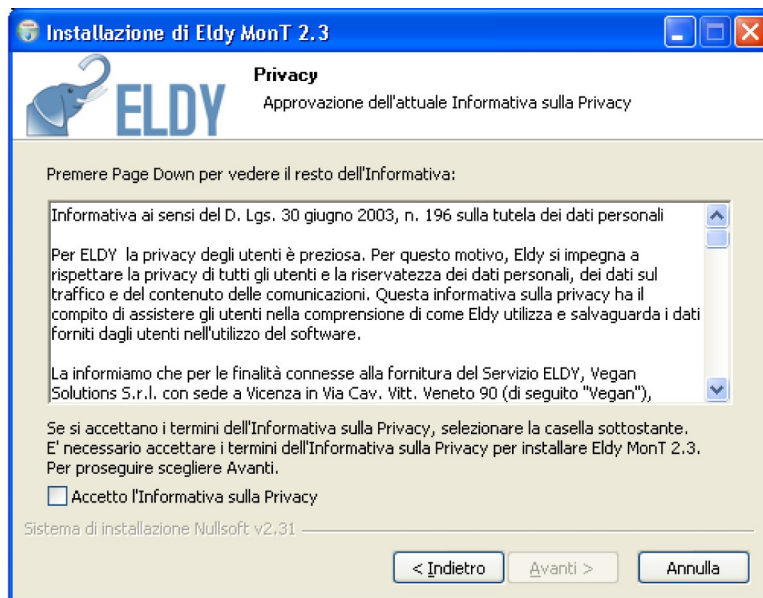 Installazione di Eldy MonT 2.3
ELDY
Privacy
Approvazione dell'attuale Informativa sulla Privacy
Premere Page Down per vedere il resto dell'Informativa:
Informativa ai sensi del D. Lgs. 30 giugno 2003, n. 196 sulla tutela dei dati personali
Per ELDY  la privacy degli utenti è preziosa. Per questo motivo, Eldy si impegna a
rispettare la privacy di tutti gli utenti e la riservatezza dei dati personali, dei dati sul
traffico e del contenuto delle comunicazioni. Questa informativa sulla privacy ha il
compito di assistere gli utenti nella comprensione di come Eldy utilizza e salvaguarda i dati
forniti dagli utenti nell'utilizzo del software.
La informiamo che per le finalità connesse alla fornitura del Servizio ELDY, Vegan
Solutions S.r.l. con sede a Vicenza in Via Cav. Vitt. Veneto 90 (di seguito "Vegan"),
Se si accettano i termini dell'Informativa sulla Privacy, selezionare la casella sottostante.
E' necessario accettare i termini dell'Informativa sulla Privacy per installare Eldy MonT 2.3.
Per proseguire scegliere Avanti.
Accetto l'Informativa sulla Privacy
Sistema di installazione Nullsoft v2.31
< Indietro
Avanti >
Annulla